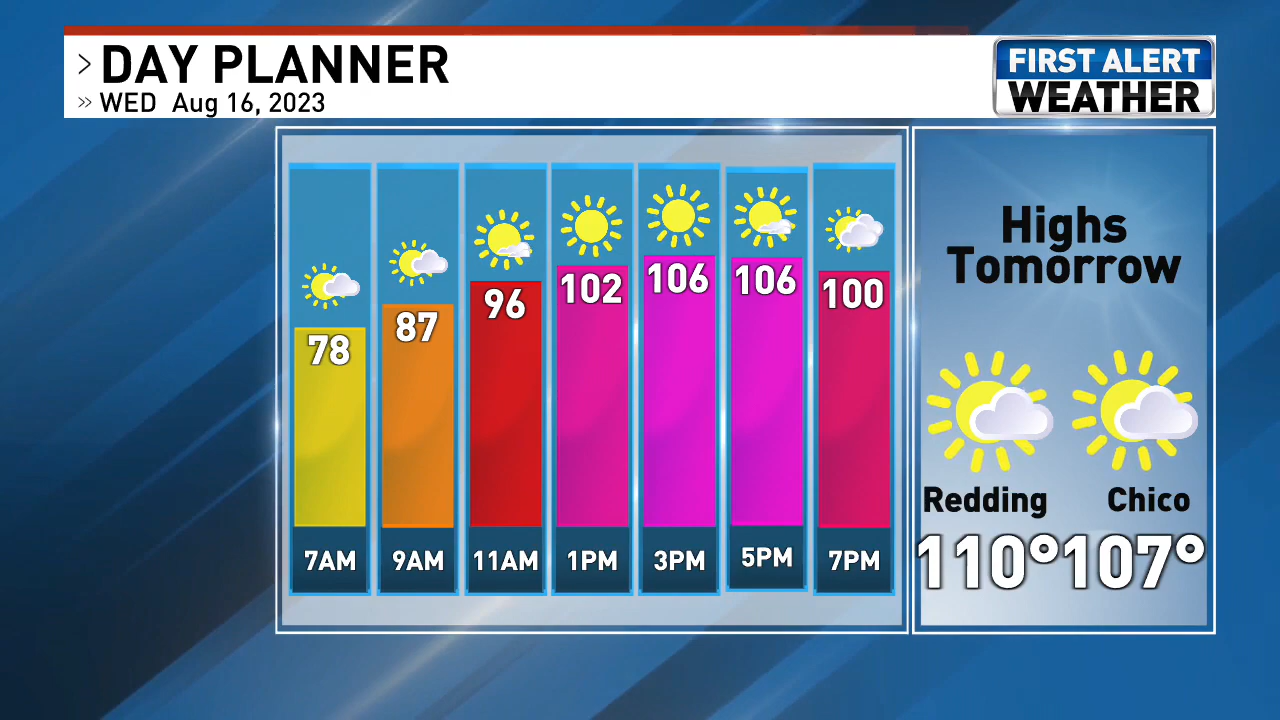 DAY PLANNER
WED Aug 16, 2023
FIRST ALERT
WEATHER
78
87
96
102
106
106
100
7AM
9AM
11AM
1PM
3PM
5PM
7PM
Highs
Tomorrow
Redding
Chico
110°
107°